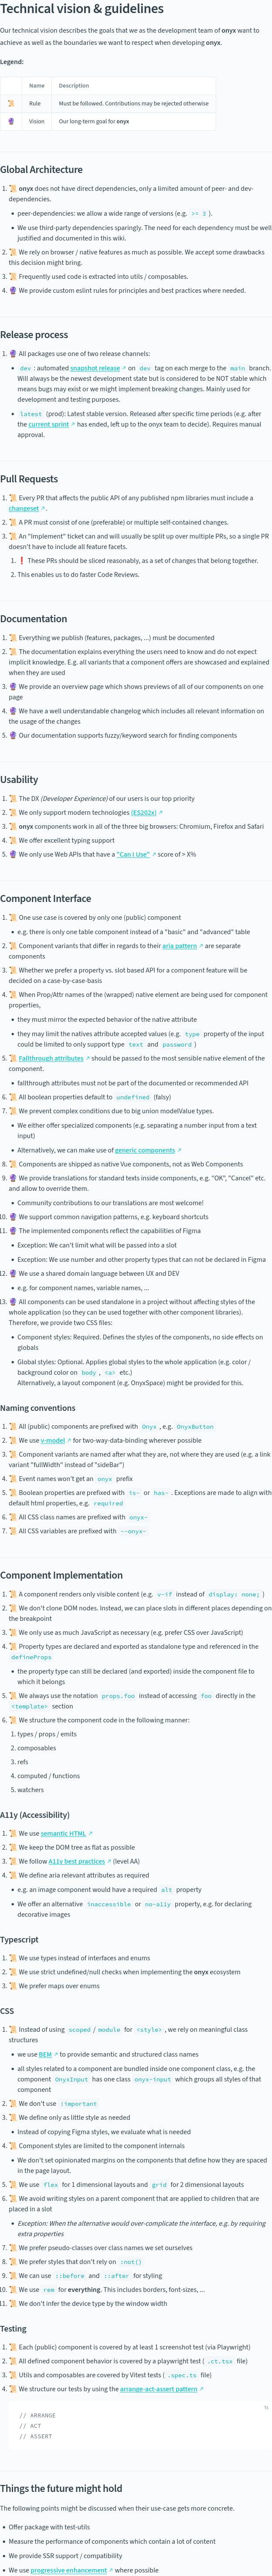 Technical vision & guidelines
Our technical vision describes the goals that we as the development team of onyx want to
achieve as well as the boundaries we want to respect when developing onyx.
Legend:
Name Description
📜 Rule Must be followed. Contributions may be rejected otherwise
🔮 Vision Our long-term goal for onyx
Global Architecture
1. 📜 onyx does not have direct dependencies, only a limited amount of peer- and dev-
dependencies.
• peer-dependencies: we allow a wide range of versions (e.g. >= 3 ).
• We use third-party dependencies sparingly. The need for each dependency must be well
justified and documented in this wiki.
2. 📜 We rely on browser / native features as much as possible. We accept some drawbacks
this decision might bring.
3. 📜 Frequently used code is extracted into utils / composables.
4. 🔮 We provide custom eslint rules for principles and best practices where needed.
Release process
1. 🔮 All packages use one of two release channels:
• dev : automated snapshot release ↗ on dev tag on each merge to the main branch.
Will always be the newest development state but is considered to be NOT stable which
means bugs may exist or we might implement breaking changes. Mainly used for
development and testing purposes.
• latest (prod): Latest stable version. Released after specific time periods (e.g. after
the current sprint ↗ has ended, left up to the onyx team to decide). Requires manual
approval.
Pull Requests
1. 📜 Every PR that affects the public API of any published npm libraries must include a
changeset ↗.
2. 📜 A PR must consist of one (preferable) or multiple self-contained changes.
3. 📜 An "Implement" ticket can and will usually be split up over multiple PRs, so a single PR
doesn't have to include all feature facets.
1. ❗ These PRs should be sliced reasonably, as a set of changes that belong together.
2. This enables us to do faster Code Reviews.
Documentation
1. 📜 Everything we publish (features, packages, ...) must be documented
2. 📜 The documentation explains everything the user needs to know and do not expect
implicit knowledge. E.g. all variants that a component offers are showcased and explained
when they are used
3. 🔮 We provide an overview page which shows previews of all of our components on one
page
4. 🔮 We have a well understandable changelog which includes all relevant information on
the usage of the changes
5. 🔮 Our documentation supports fuzzy/keyword search for finding components
Usability
1. 📜 The DX (Developer Experience) of our users is our top priority
2. 📜 We only support modern technologies (ES202x) ↗
3. 📜 onyx components work in all of the three big browsers: Chromium, Firefox and Safari
4. 📜 We offer excellent typing support
5. 🔮 We only use Web APIs that have a "Can I Use" ↗ score of > X%
Component Interface
1. 📜 One use case is covered by only one (public) component
• e.g. there is only one table component instead of a "basic" and "advanced" table
2. 📜 Component variants that differ in regards to their aria pattern ↗ are separate
components
3. 📜 Whether we prefer a property vs. slot based API for a component feature will be
decided on a case-by-case-basis
4. 📜 When Prop/Attr names of the (wrapped) native element are being used for component
properties,
• they must mirror the expected behavior of the native attribute
• they may limit the natives attribute accepted values (e.g. type property of the input
could be limited to only support type text and password )
5. 📜 Fallthrough attributes ↗ should be passed to the most sensible native element of the
component.
• fallthrough attributes must not be part of the documented or recommended API
6. 📜 All boolean properties default to undefined (falsy)
7. 📜 We prevent complex conditions due to big union modelValue types.
• We either offer specialized components (e.g. separating a number input from a text
input)
• Alternatively, we can make use of generic components ↗
8. 📜 Components are shipped as native Vue components, not as Web Components
9. 🔮 We provide translations for standard texts inside components, e.g. "OK", "Cancel" etc.
and allow to override them.
• Community contributions to our translations are most welcome!
10. 🔮 We support common navigation patterns, e.g. keyboard shortcuts
11. 🔮 The implemented components reflect the capabilities of Figma
• Exception: We can't limit what will be passed into a slot
• Exception: We use number and other property types that can not be declared in Figma
12. 🔮 We use a shared domain language between UX and DEV
• e.g. for component names, variable names, ...
13. 🔮 All components can be used standalone in a project without affecting styles of the
whole application (so they can be used together with other component libraries).
Therefore, we provide two CSS files:
• Component styles: Required. Defines the styles of the components, no side effects on
globals
• Global styles: Optional. Applies global styles to the whole application (e.g. color /
background color on body , <a> etc.)
Alternatively, a layout component (e.g. OnyxSpace) might be provided for this.
Naming conventions
1. 📜 All (public) components are prefixed with Onyx , e.g. OnyxButton
2. 📜 We use v-model ↗ for two-way-data-binding wherever possible
3. 📜 Component variants are named after what they are, not where they are used (e.g. a link
variant "fullWidth" instead of "sideBar")
4. 📜 Event names won't get an onyx prefix
5. 📜 Boolean properties are prefixed with is- or has- . Exceptions are made to align with
default html properties, e.g. required
6. 📜 All CSS class names are prefixed with onyx-
7. 📜 All CSS variables are prefixed with --onyx-
Component Implementation
1. 📜 A component renders only visible content (e.g. v-if instead of display: none; )
2. 📜 We don't clone DOM nodes. Instead, we can place slots in different places depending on
the breakpoint
3. 📜 We only use as much JavaScript as necessary (e.g. prefer CSS over JavaScript)
4. 📜 Property types are declared and exported as standalone type and referenced in the
defineProps
• the property type can still be declared (and exported) inside the component file to
which it belongs
5. 📜 We always use the notation props.foo instead of accessing foo directly in the
<template> section
6. 📜 We structure the component code in the following manner:
1. types / props / emits
2. composables
3. refs
4. computed / functions
5. watchers
A11y (Accessibility)
1. 📜 We use semantic HTML ↗
2. 📜 We keep the DOM tree as flat as possible
3. 📜 We follow A11y best practices ↗ (level AA)
4. 📜 We define aria relevant attributes as required
• e.g. an image component would have a required alt property
• We offer an alternative inaccessible or no-a11y property, e.g. for declaring
decorative images
Typescript
1. 📜 We use types instead of interfaces and enums
2. 📜 We use strict undefined/null checks when implementing the onyx ecosystem
3. 📜 We prefer maps over enums
CSS
1. 📜 Instead of using scoped / module for <style> , we rely on meaningful class
structures
• we use BEM ↗ to provide semantic and structured class names
• all styles related to a component are bundled inside one component class, e.g. the
component OnyxInput has one class onyx-input which groups all styles of that
component
2. 📜 We don't use !important
3. 📜 We define only as little style as needed
• Instead of copying Figma styles, we evaluate what is needed
4. 📜 Component styles are limited to the component internals
• We don't set opinionated margins on the components that define how they are spaced
in the page layout.
5. 📜 We use flex for 1 dimensional layouts and grid for 2 dimensional layouts
6. 📜 We avoid writing styles on a parent component that are applied to children that are
placed in a slot
• Exception: When the alternative would over-complicate the interface, e.g. by requiring
extra properties
7. 📜 We prefer pseudo-classes over class names we set ourselves
8. 📜 We prefer styles that don't rely on :not()
9. 📜 We can use ::before and ::after for styling
10. 📜 We use rem for everything. This includes borders, font-sizes, ...
11. 📜 We don't infer the device type by the window width
Testing
1. 📜 Each (public) component is covered by at least 1 screenshot test (via Playwright)
2. 📜 All defined component behavior is covered by a playwright test ( .ct.tsx file)
3. 📜 Utils and composables are covered by Vitest tests ( .spec.ts file)
4. 📜 We structure our tests by using the arrange-act-assert pattern ↗
ts
// ARRANGE
// ACT
// ASSERT
Things the future might hold
The following points might be discussed when their use-case gets more concrete.
• Offer package with test-utils
• Measure the performance of components which contain a lot of content
• We provide SSR support / compatibility
• We use progressive enhancement ↗ where possible